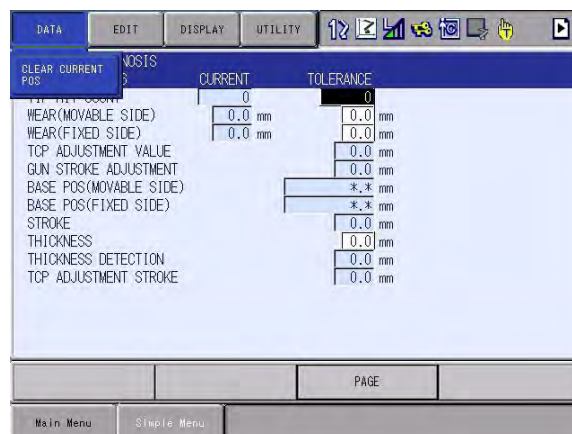 DATA EDIT DISPLAY UTILITY
CLEAR CURRENT
POS
NOSIS
CURRENT TOLERANCE
0 0
WEAR(MOVABLE SIDE) 0.0 mm 0.0 mm
WEAR(FIXED SIDE) 0.0 mm 0.0 mm
TCP ADJUSTMENT VALUE 0.0 mm
GUN STROKE ADJUSTMENT 0.0 mm
BASE POS(MOVABLE SIDE) *.* mm
BASE POS(FIXED SIDE) *.* mm
STROKE 0.0 mm
THICKNESS 0.0 mm
THICKNESS DETECTION 0.0 mm
TCP ADJUSTMENT STROKE 0.0 mm
PAGE
Main Menu Simple Menu